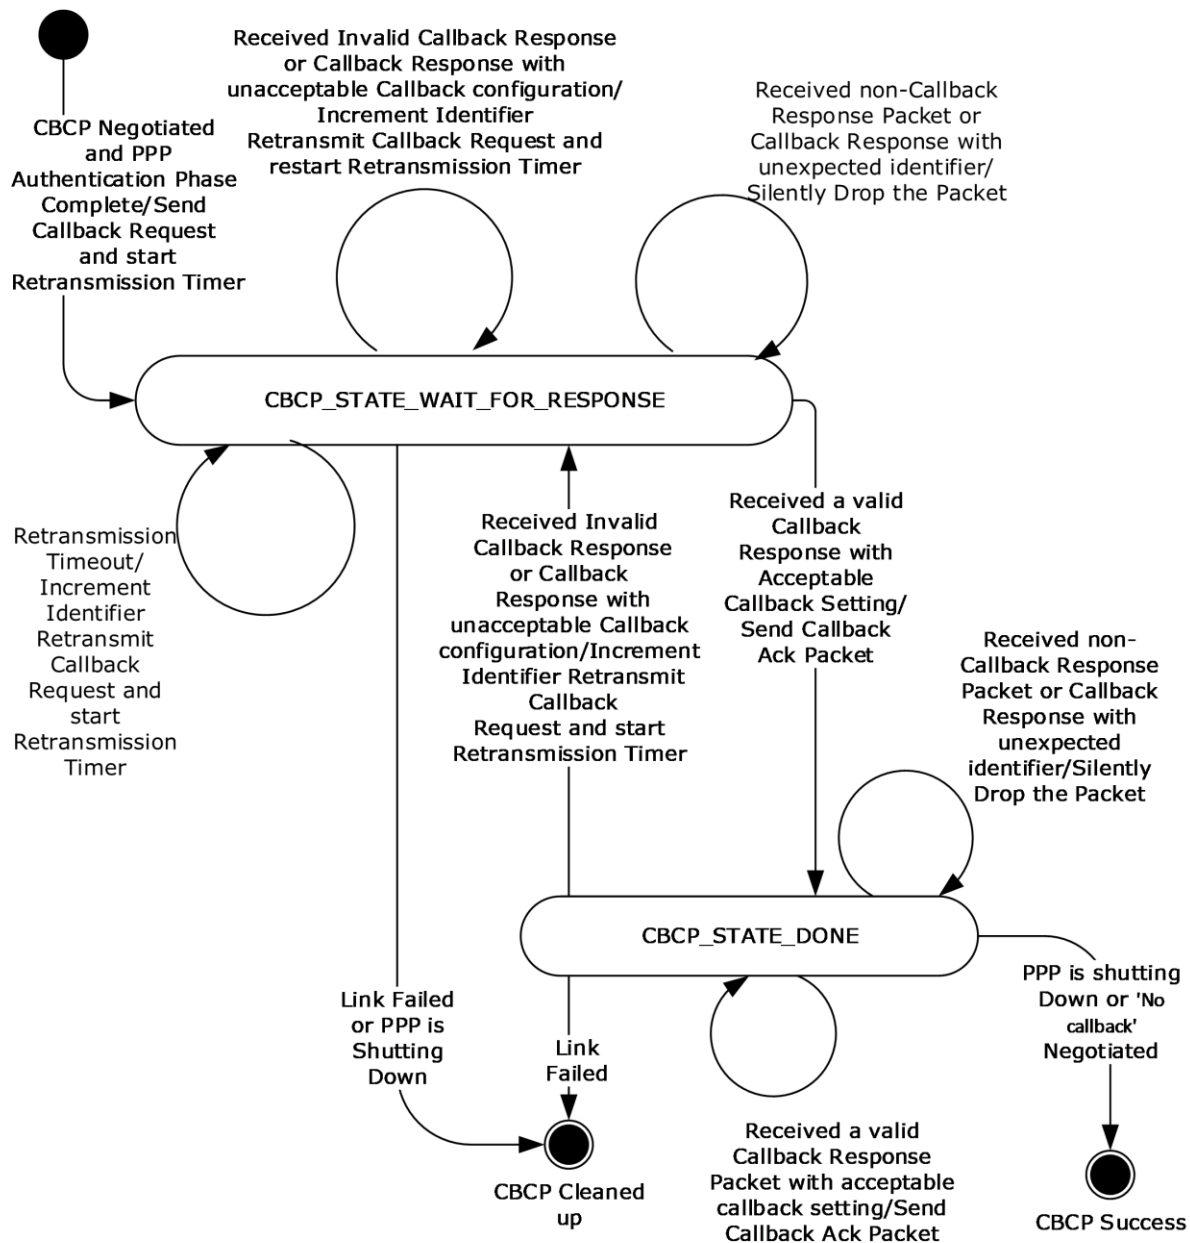 Received Invalid Callback Response
or Callback Response with
unacceptable Callback configuration/
Increment Identifier
Retransmit Callback Request and
restart Retransmission Timer
Received non-Callback
Response Packet or
Callback Response with
unexpected identifier/
Silently Drop the Packet
CBCP Negotiated
and PPP
Authentication Phase
Complete/Send
Callback Request
and start
Retransmission Timer
CBCP_STATE_WAIT_FOR_RESPONSE
Retransmission
Timeout/
Increment
Identifier
Retransmit
Callback
Request and
start
Retransmission
Timer
Received Invalid
Callback Response
or Callback
Response with
unacceptable Callback
configuration/Increment
Identifier Retransmit
Callback
Request and start
Retransmission Timer
Received a valid
Callback
Response with
Acceptable
Callback Setting/
Send Callback
Ack Packet
Received non-
Callback Response
Packet or Callback
Response with
unexpected
identifier/Silently
Drop the Packet
CBCP_STATE_DONE
Link Failed
or PPP is
Shutting
Down
Link
Failed
PPP is shutting
Down or 'No
callback'
Negotiated
CBCP Cleaned
up
Received a valid
Callback Response
Packet with acceptable
callback setting/Send
Callback Ack Packet
CBCP Success